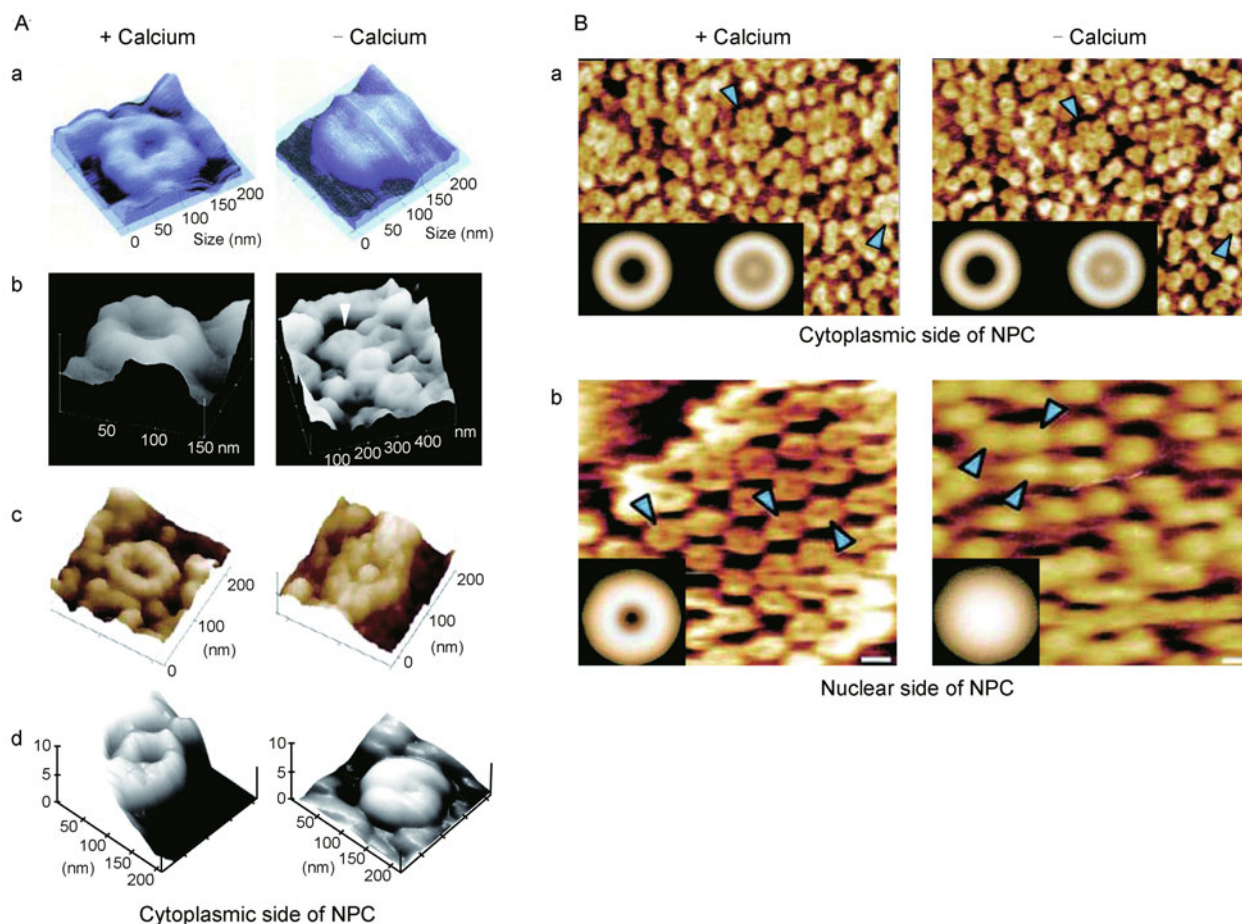 A
+ Calcium
− Calcium
a
0
50
100
150
200
Size (nm)
0
50
100
150
200
Size (nm)
b
50
100
150 nm
100
200
300
400
nm
c
0
100
200
(nm)
0
100
200
(nm)
d
10
5
0
50
100
150
200
(nm)
10
5
0
50
100
150
200
(nm)
Cytoplasmic side of NPC
B
+ Calcium
− Calcium
a
Cytoplasmic side of NPC
b
Nuclear side of NPC